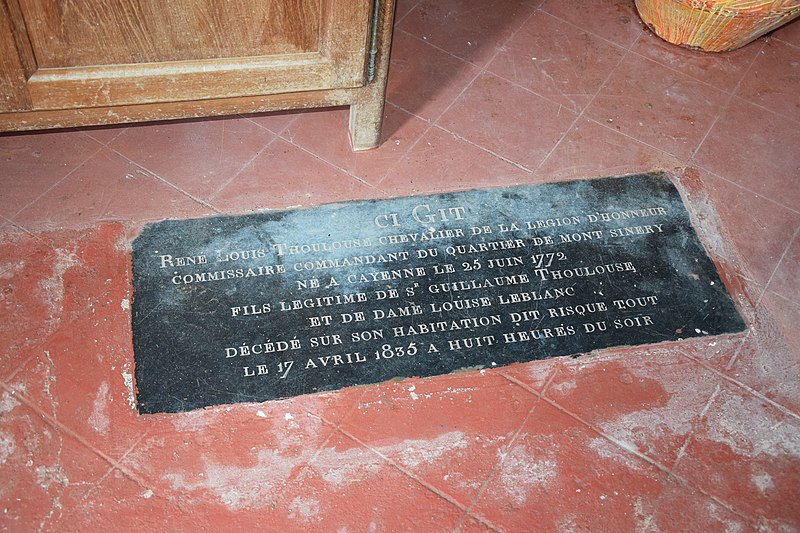 CI GIT
RENE LOUIS THOULOUSE CHEVALIER DE LA LEGION D'HONNEUR
COMMISSAIRE COMMANDANT DU QUARTIER DE MONT SINERY
NE A CAYENNE LE 25 JUIN 1772
FILS LEGITIME DE SR GUILLAUME THOULOUSE,
ET DE DAME LOUISE LEBLANC
DÉCÉDÉ SUR SON HABITATION DIT RISQUE TOUT
LE 17 AVRIL 1835 A HUIT HEURES DU SOIR